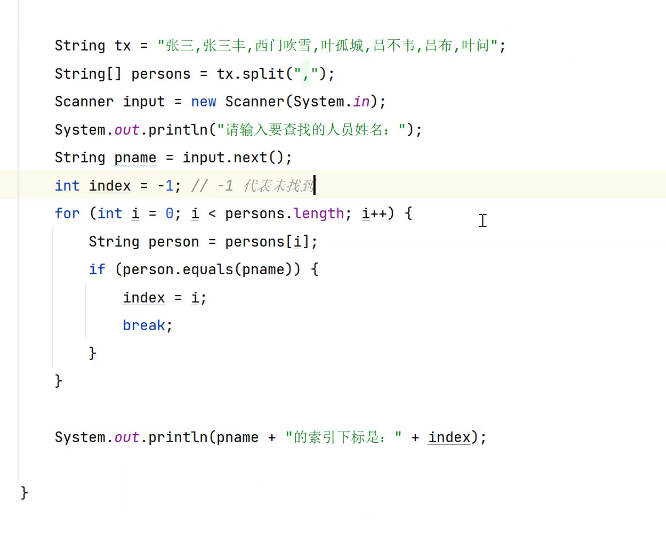 String tx = "张三,张三丰,西门吹雪,叶孤城,吕不韦,吕布,叶问";
String[] persons = tx.split(",");
Scanner input = new Scanner(System.in);
System.out.println("请输入要查找的人员姓名：");
String pname = input.next();
int index = -1; // -1 代表未找到
for (int i = 0; i < persons.length; i++) {
String person = persons[i];
if (person.equals(pname)) {
index = i;
break;
}
}
System.out.println(pname + "的索引下标是：" + index);
}